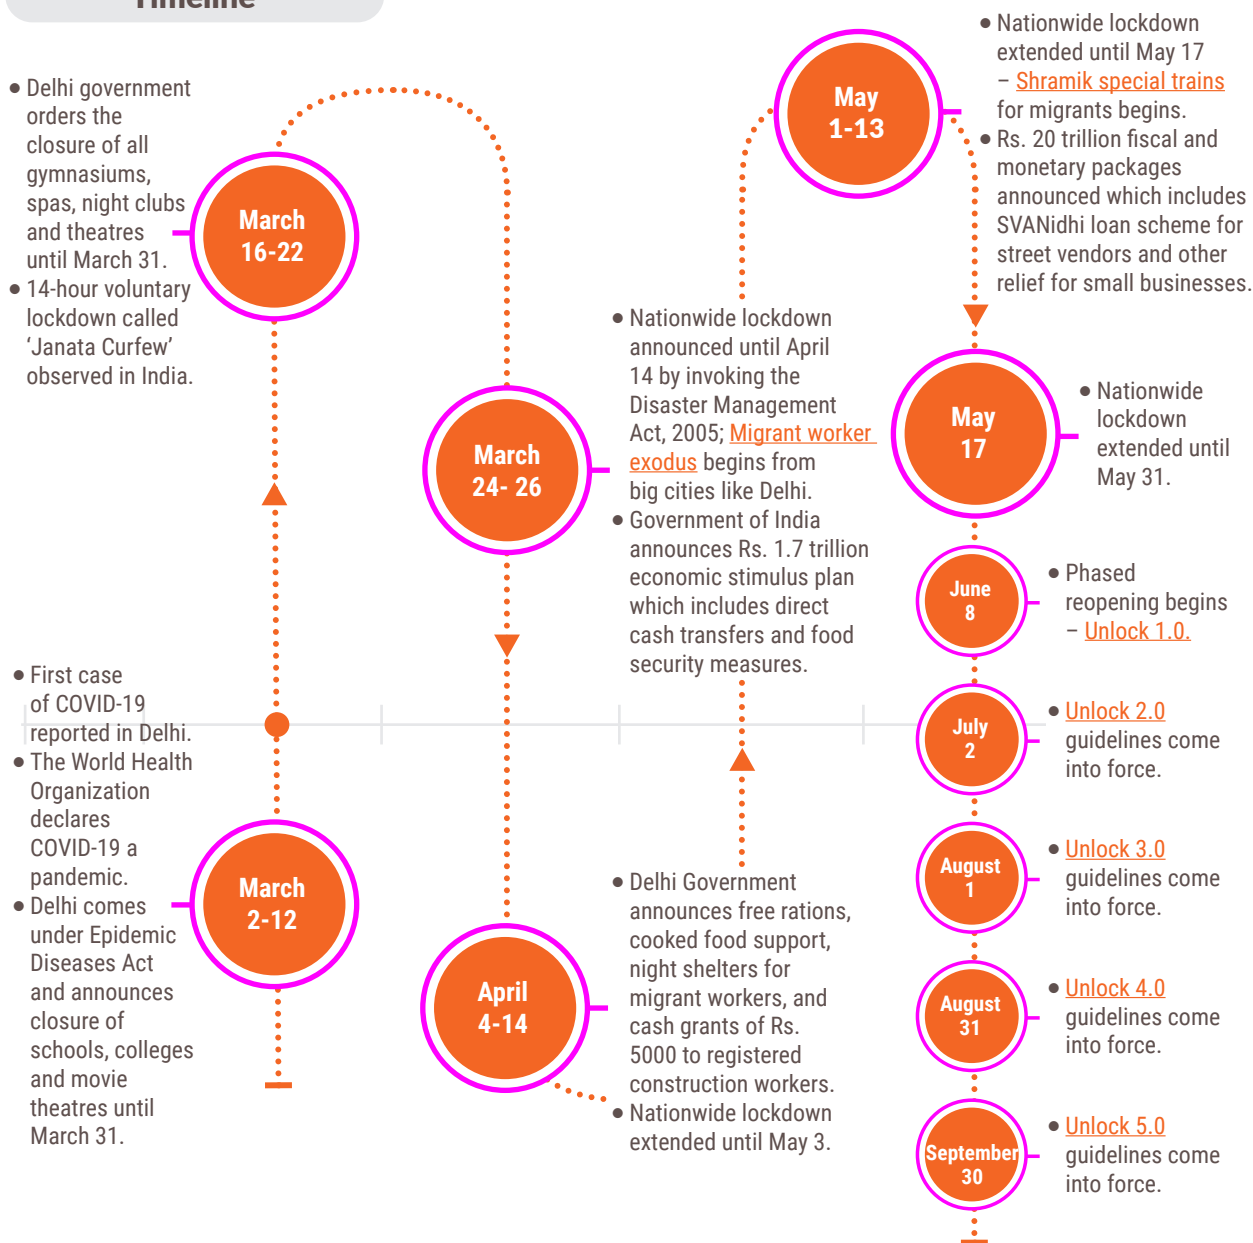 Timeline
● First case
of COVID-19
reported in Delhi.
● The World Health
Organization
declares
COVID-19 a
pandemic.
● Delhi comes
under Epidemic
Diseases Act
and announces
closure of
schools, colleges
and movie
theatres until
March 31.
March
2-12
● Delhi government
orders the
closure of all
gymnasiums,
spas, night clubs
and theatres
until March 31.
● 14-hour voluntary
lockdown called
‘Janata Curfew’
observed in India.
March
16-22
March
24- 26
● Nationwide lockdown
announced until April
14 by invoking the
Disaster Management
Act, 2005; Migrant worker
exodus begins from
big cities like Delhi.
● Government of India
announces Rs. 1.7 trillion
economic stimulus plan
which includes direct
cash transfers and food
security measures.
April
4-14
● Delhi Government
announces free rations,
cooked food support,
night shelters for
migrant workers, and
cash grants of Rs.
5000 to registered
construction workers.
● Nationwide lockdown
extended until May 3.
May
1-13
● Nationwide lockdown
extended until May 17
– Shramik special trains
for migrants begins.
● Rs. 20 trillion fiscal and
monetary packages
announced which includes
SVANidhi loan scheme for
street vendors and other
relief for small businesses.
May
17
● Nationwide
lockdown
extended until
May 31.
June
8
● Phased
reopening begins
– Unlock 1.0.
July
2
● Unlock 2.0
guidelines come
into force.
August
1
● Unlock 3.0
guidelines come
into force.
August
31
● Unlock 4.0
guidelines come
into force.
September
30
● Unlock 5.0
guidelines come
into force.